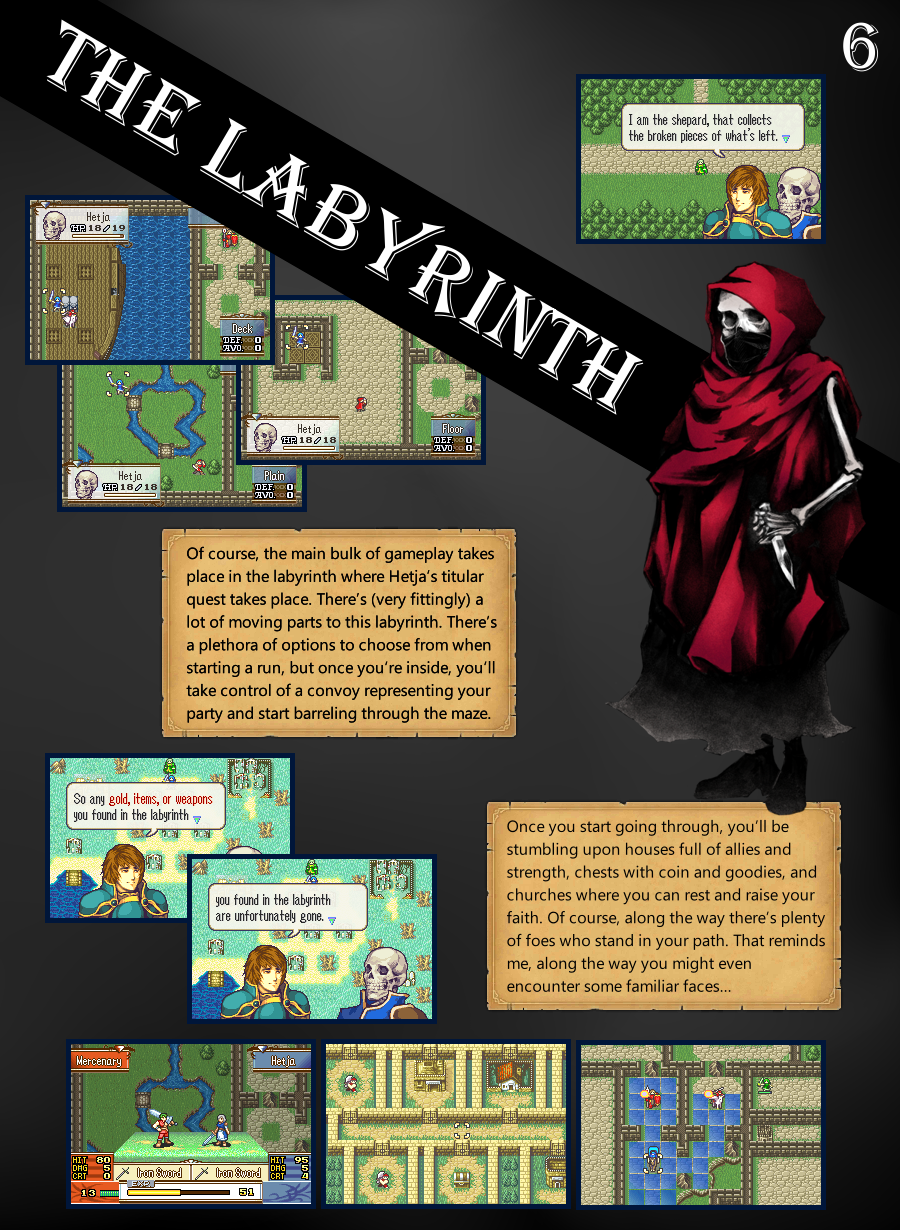 6
THE LABYRINTH
I am the shepard, that collects
the broken pieces of what's left.
Hetja
HP 18/19
Deck
DEF. 0
AVO. 0
Hetja
HP 18/18
Floor
DEF. 0
AVO. 0
Hetja
HP 18/18
Plain
DEF. 0
AVO. 0
Of course, the main bulk of gameplay takes
place in the labyrinth where Hetja's titular
quest takes place. There's (very fittingly) a
lot of moving parts to this labyrinth. There's
a plethora of options to choose from when
starting a run, but once you're inside, you'll
take control of a convoy representing your
party and start barreling through the maze.
So any gold, items, or weapons
you found in the labyrinth
you found in the labyrinth
are unfortunately gone.
Once you start going through, you'll be
stumbling upon houses full of allies and
strength, chests with coin and goodies, and
churches where you can rest and raise your
faith. Of course, along the way there's plenty
of foes who stand in your path. That reminds
me, along the way you might even
encounter some familiar faces...
Mercenary
Hetja
HIT 80
DMG 5
CRT 0
Iron Sword
Iron Sword
HIT 95
DMG 5
CRT 4
13
EXP
51